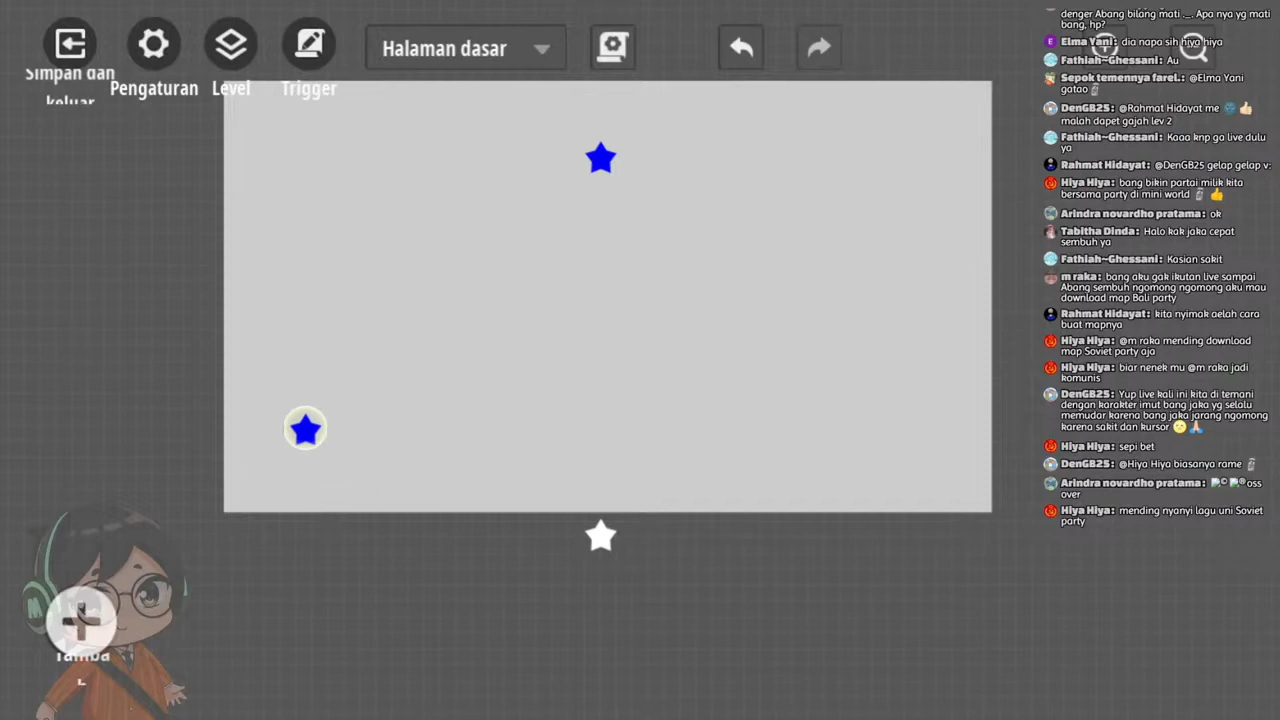 Simpan dan
keluar
Pengaturan
Level
Trigger
Halaman dasar
Tamba
denger Abang bilang mati ._. Apa nya yg mati
bang, hp?
Elma Yani: dia napa sih hiya hiya
Fathiah~Ghessani: Au
Sepok temennya farel.: @Elma Yani
gatao
DenGB25: @Rahmat Hidayat me 🌚👍🏻
malah dapet gajah lev 2
Fathiah~Ghessani: Kaaa knp ga live dulu
ya
Rahmat Hidayat: @DenGB25 gelap gelap v:
Hiya Hiya: bang bikin partai milik kita
bersama party di mini world 🗿 👍
Arindra novardho pratama: ok
Tabitha Dinda: Halo kak jaka cepat
sembuh ya
Fathiah~Ghessani: Kasian sakit
m raka: bang aku gak ikutan live sampai
Abang sembuh ngomong ngomong aku mau
download map Bali party
Rahmat Hidayat: kita nyimak aelah cara
buat mapnya
Hiya Hiya: @m raka mending download
map Soviet party aja
Hiya Hiya: biar nenek mu @m raka jadi
komunis
DenGB25: Yup live kali ini kita di temani
dengan karakter imut bang jaka yg selalu
memudar karena bang jaka jarang ngomong
karena sakit dan kursor 🌝🙏🏻
Hiya Hiya: sepi bet
DenGB25: @Hiya Hiya biasanya rame 🗿
Arindra novardho pratama: © ®oss
over
Hiya Hiya: mending nyanyi lagu uni Soviet
party